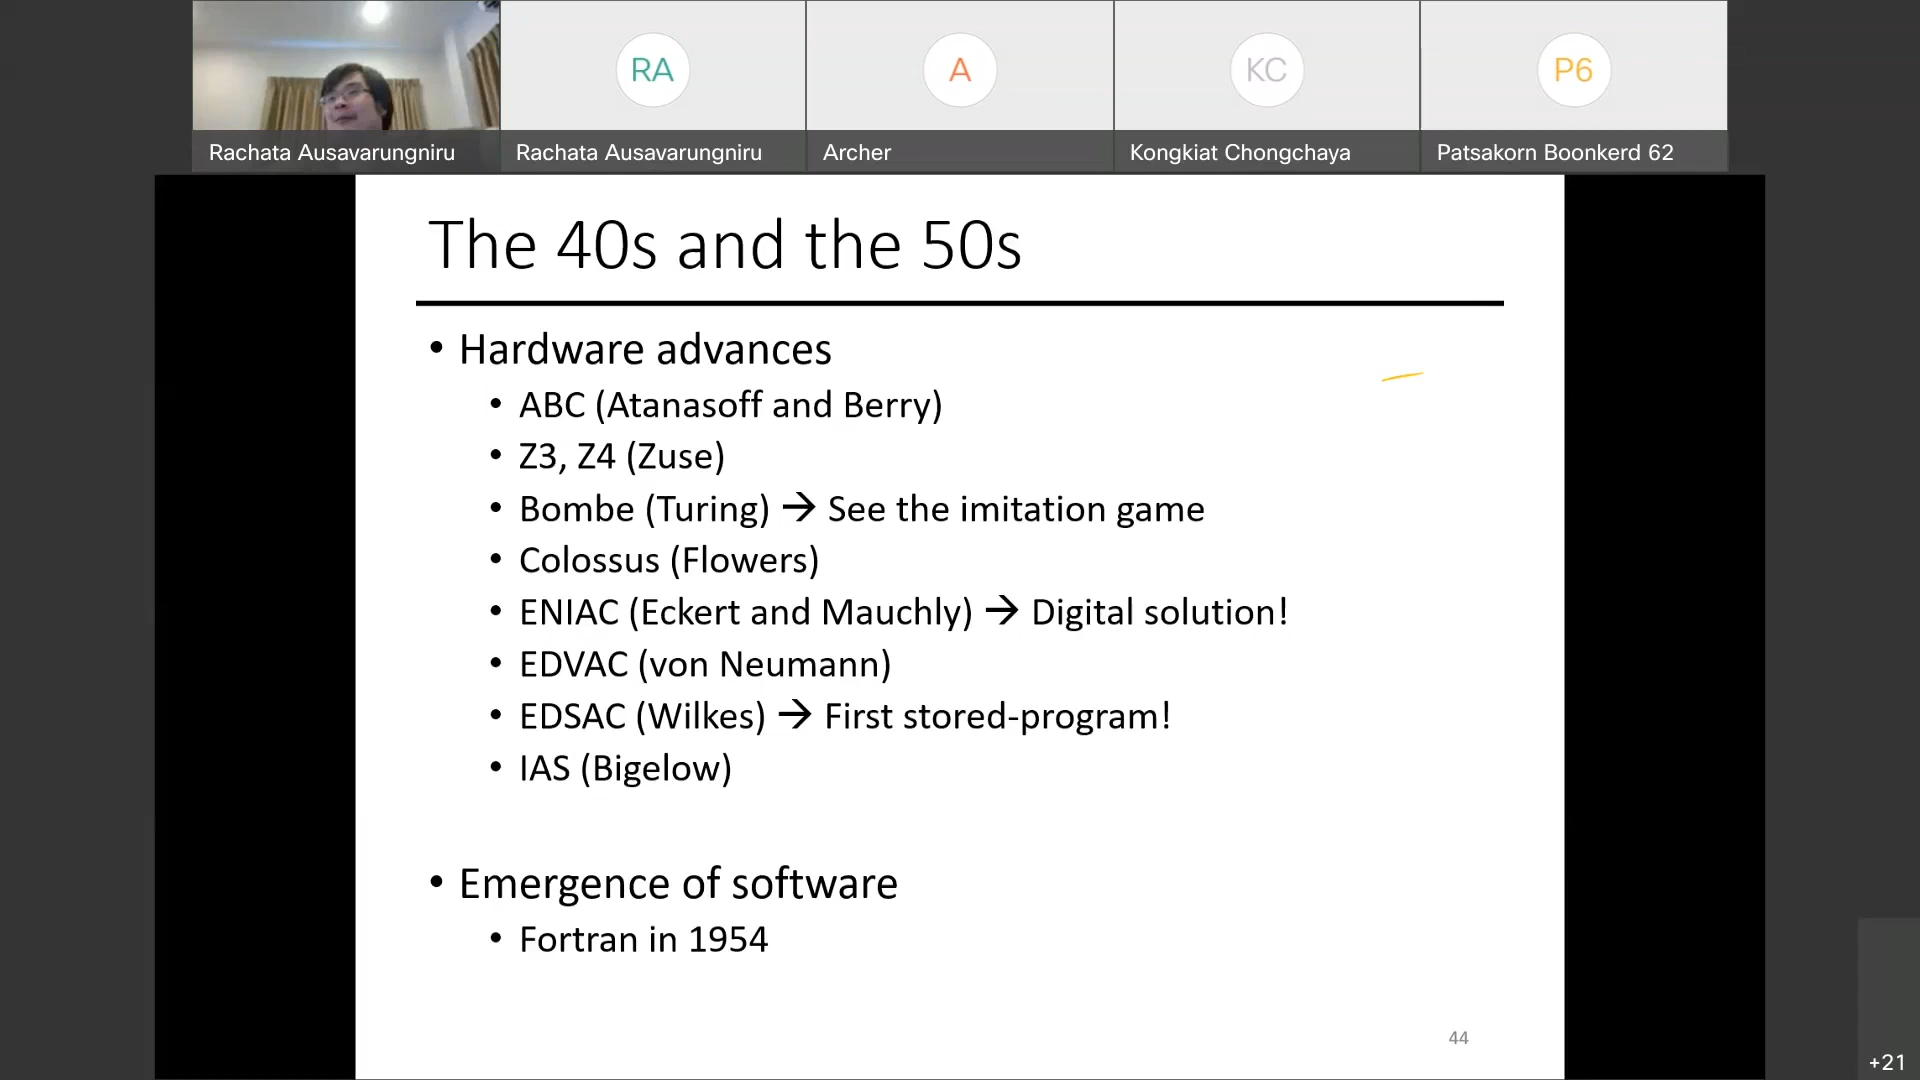 RA
A
KC
P6
Rachata Ausavarungniru
Rachata Ausavarungniru
Archer
Kongkiat Chongchaya
Patsakorn Boonkerd 62
The 40s and the 50s
• Hardware advances
• ABC (Atanasoff and Berry)
• Z3, Z4 (Zuse)
• Bombe (Turing) → See the imitation game
• Colossus (Flowers)
• ENIAC (Eckert and Mauchly) → Digital solution!
• EDVAC (von Neumann)
• EDSAC (Wilkes) → First stored-program!
• IAS (Bigelow)
• Emergence of software
• Fortran in 1954
44
+21